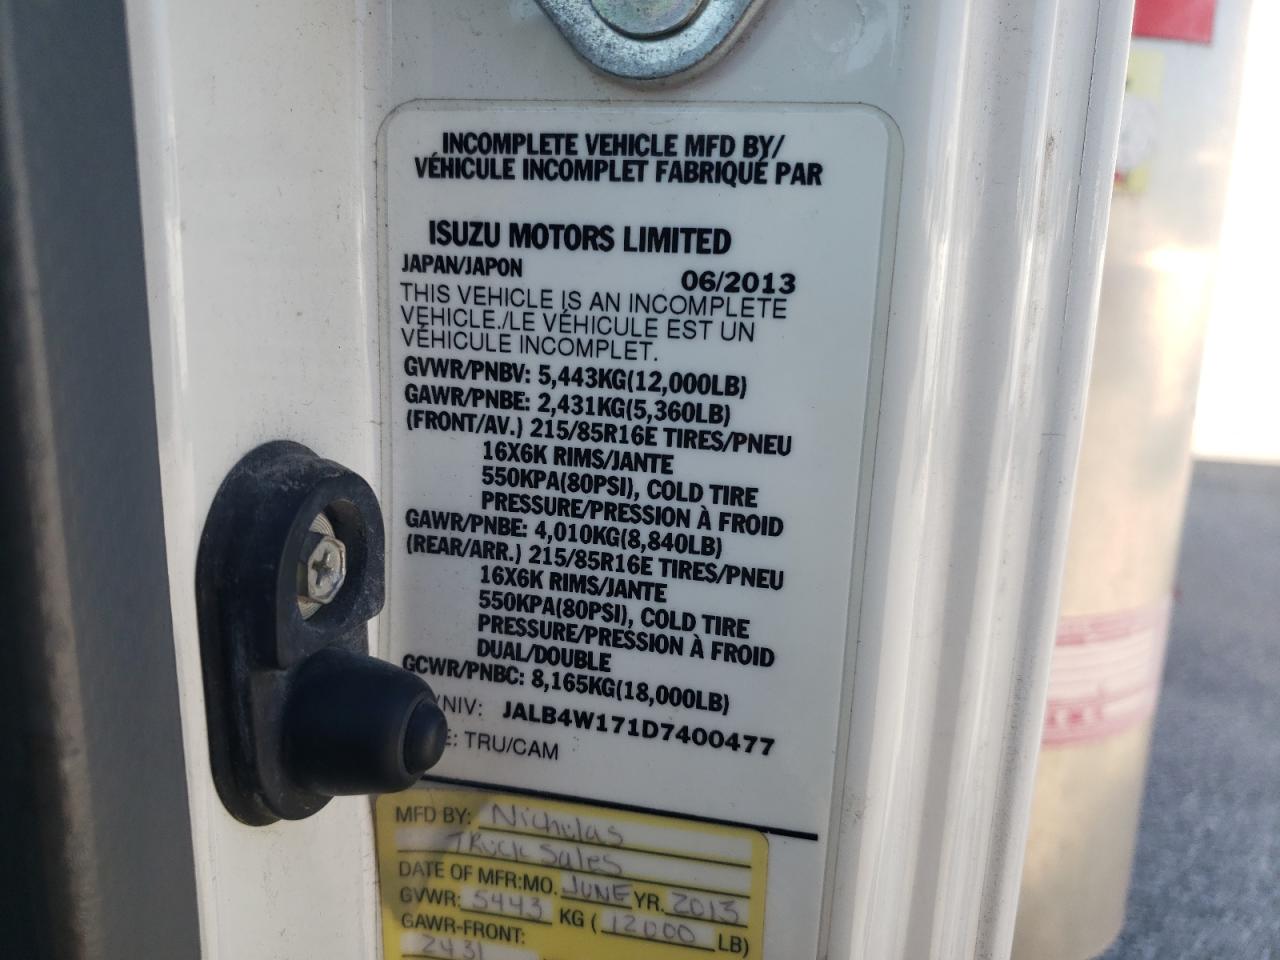 INCOMPLETE VEHICLE MFD BY/
VÉHICULE INCOMPLET FABRIQUÉ PAR
ISUZU MOTORS LIMITED
JAPAN/JAPON 06/2013
THIS VEHICLE IS AN INCOMPLETE
VEHICLE./LE VÉHICULE EST UN
VÉHICULE INCOMPLET.
GVWR/PNBV: 5,443KG(12,000LB)
GAWR/PNBE: 2,431KG(5,360LB)
(FRONT/AV.) 215/85R16E TIRES/PNEU
16X6K RIMS/JANTE
550KPA(80PSI), COLD TIRE
PRESSURE/PRESSION À FROID
GAWR/PNBE: 4,010KG(8,840LB)
(REAR/ARR.) 215/85R16E TIRES/PNEU
16X6K RIMS/JANTE
550KPA(80PSI), COLD TIRE
PRESSURE/PRESSION À FROID
DUAL/DOUBLE
GCWR/PNBC: 8,165KG(18,000LB)
/NIV: JALB4W171D7400477
E: TRU/CAM
MFD BY: Nicholas
Truck Sales
DATE OF MFR:MO. JUNE YR. 2013
GVWR: 5443 KG ( 12000 LB)
GAWR-FRONT:
2431